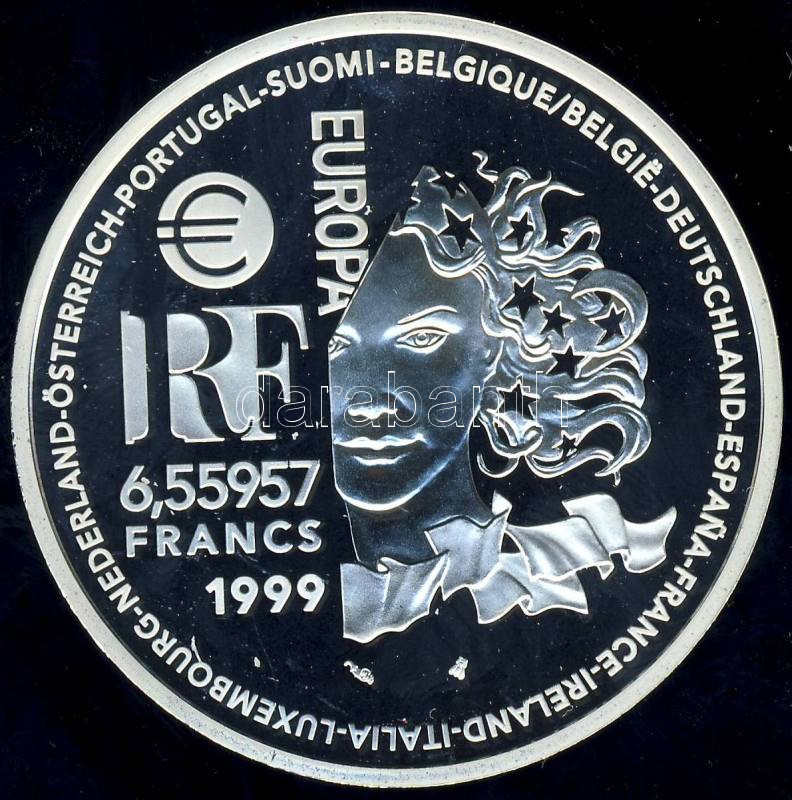 BELGIQUE/BELGIË-DEUTSCHLAND-ESPAÑA-FRANCE-IRELAND-ITALIA-LUXEMBOURG-NEDERLAND-ÖSTERREICH-PORTUGAL-SUOMI-
EUROPA
€
RF
6,55957
FRANCS
1999
darabanth